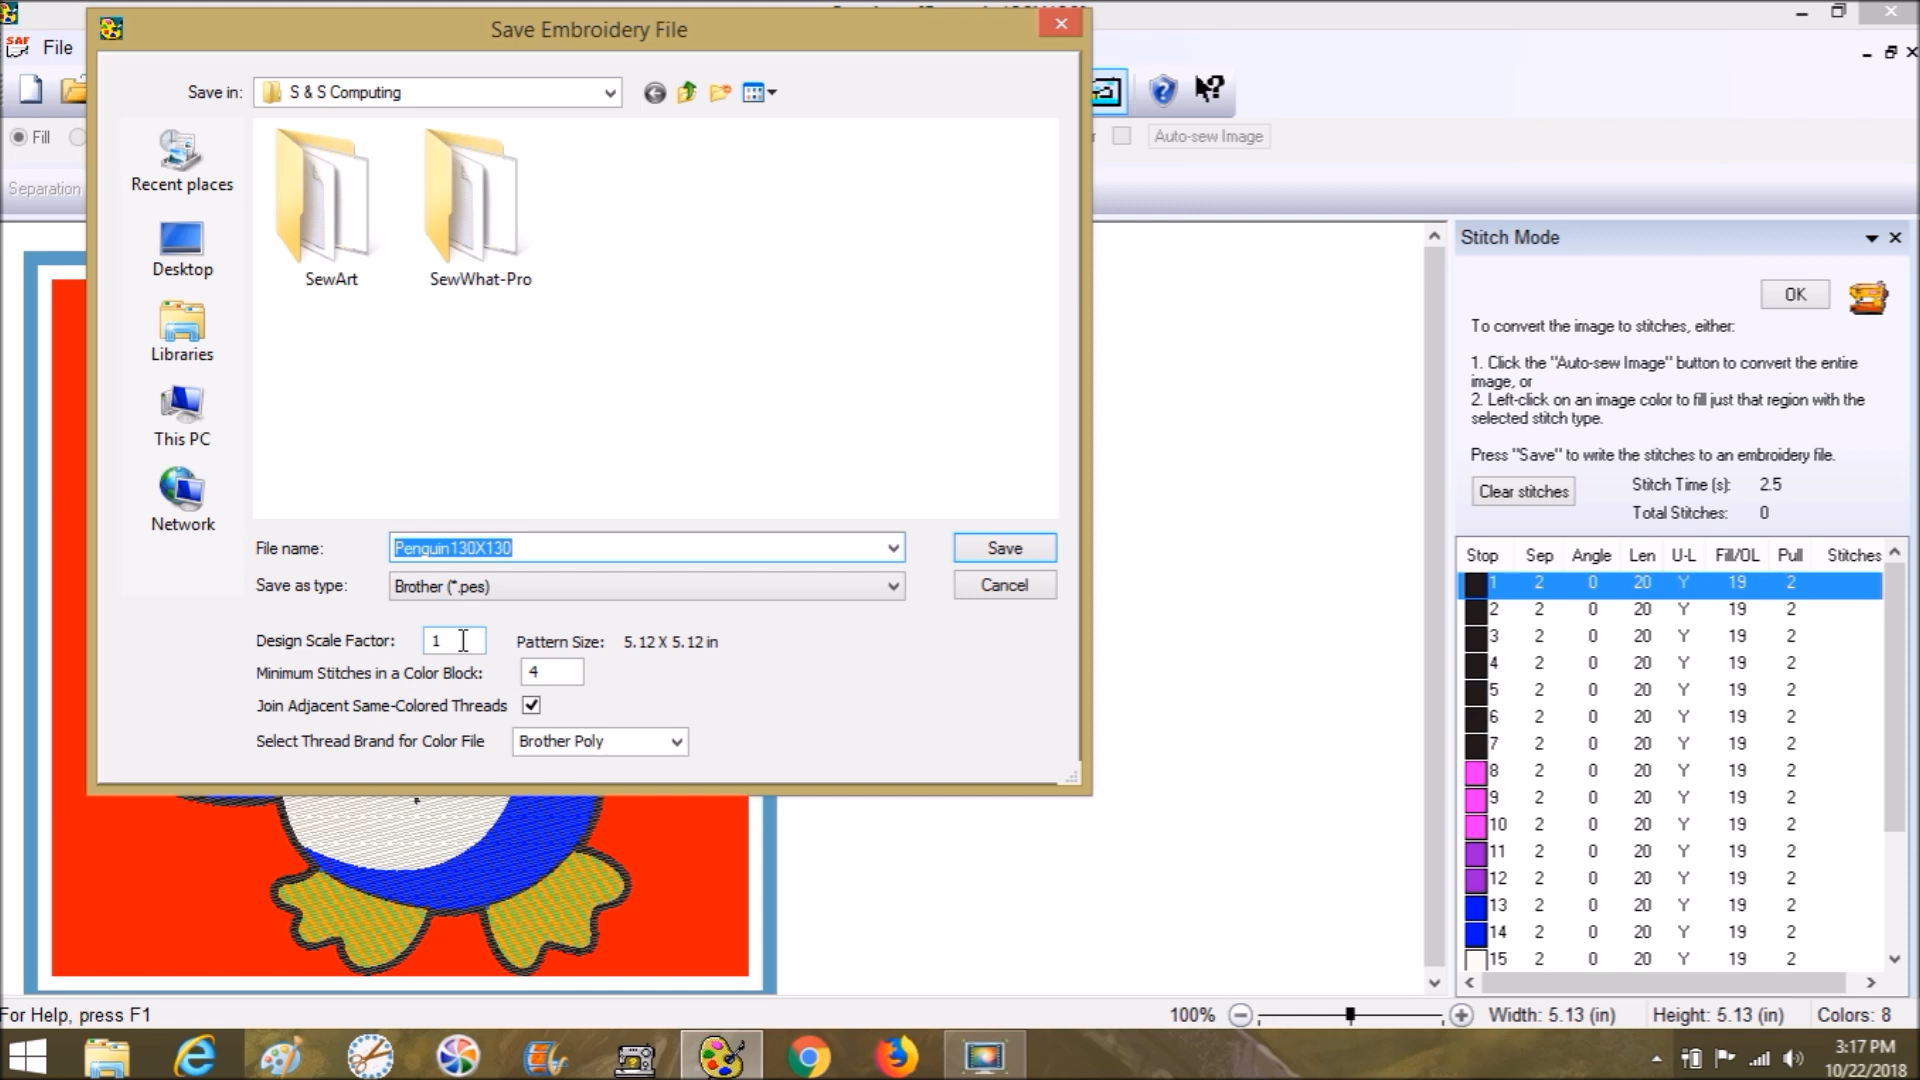 Save Embroidery File
SAF
File
Save in:
S & S Computing
Fill
Auto-sew Image
Separation
Recent places
Desktop
Libraries
This PC
Network
SewArt
SewWhat-Pro
File name:
Penguin130X130
Save
Save as type:
Brother (*.pes)
Cancel
Design Scale Factor:
1
Pattern Size:
5.12 X 5.12 in
Minimum Stitches in a Color Block:
4
Join Adjacent Same-Colored Threads
Select Thread Brand for Color File
Brother Poly
Stitch Mode
OK
To convert the image to stitches, either:
1. Click the "Auto-sew Image" button to convert the entire
image, or
2. Left-click on an image color to fill just that region with the
selected stitch type.
Press "Save" to write the stitches to an embroidery file.
Clear stitches
Stitch Time (s): 2.5
Total Stitches: 0
Stop Sep Angle Len U-L Fill/OL Pull Stitches
1 2 0 20 Y 19 2
2 2 0 20 Y 19 2
3 2 0 20 Y 19 2
4 2 0 20 Y 19 2
5 2 0 20 Y 19 2
6 2 0 20 Y 19 2
7 2 0 20 Y 19 2
8 2 0 20 Y 19 2
9 2 0 20 Y 19 2
10 2 0 20 Y 19 2
11 2 0 20 Y 19 2
12 2 0 20 Y 19 2
13 2 0 20 Y 19 2
14 2 0 20 Y 19 2
15 2 0 20 Y 19 2
For Help, press F1
100%
Width: 5.13 (in)
Height: 5.13 (in)
Colors: 8
3:17 PM
10/22/2018